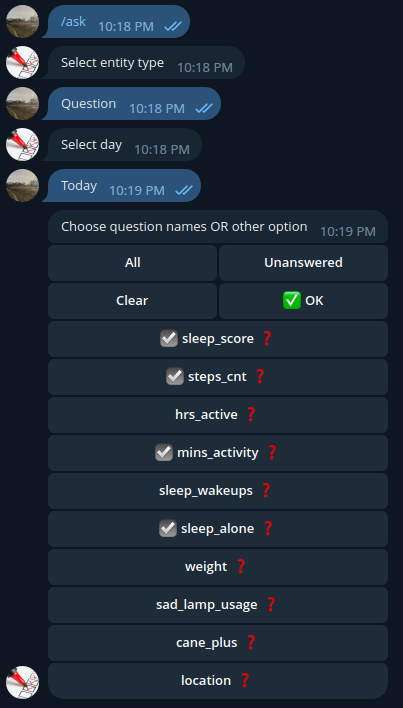 /ask 10:18 PM
Select entity type 10:18 PM
Question 10:18 PM
Select day 10:18 PM
Today 10:19 PM
Choose question names OR other option 10:19 PM
All Unanswered
Clear ✅ OK
☑️ sleep_score ❓
☑️ steps_cnt ❓
hrs_active ❓
☑️ mins_activity ❓
sleep_wakeups ❓
☑️ sleep_alone ❓
weight ❓
sad_lamp_usage ❓
cane_plus ❓
location ❓